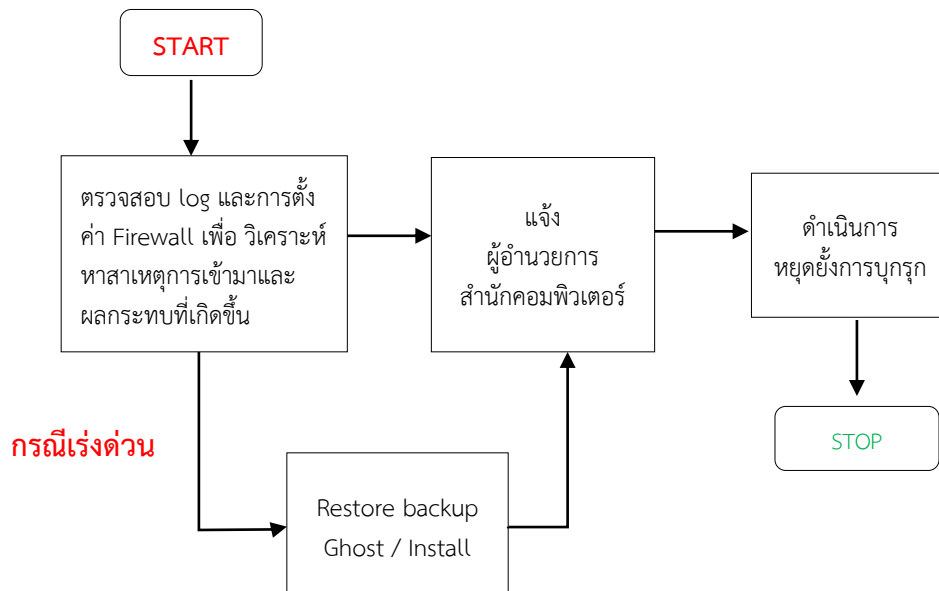 START
ตรวจสอบ log และการตั้ง
ค่า Firewall เพื่อ วิเคราะห์
หาสาเหตุการเข้ามาและ
ผลกระทบที่เกิดขึ้น
แจ้ง
ผู้อำนวยการ
สำนักคอมพิวเตอร์
ดำเนินการ
หยุดยั้งการบุกรุก
กรณีเร่งด่วน
STOP
Restore backup
Ghost / Install